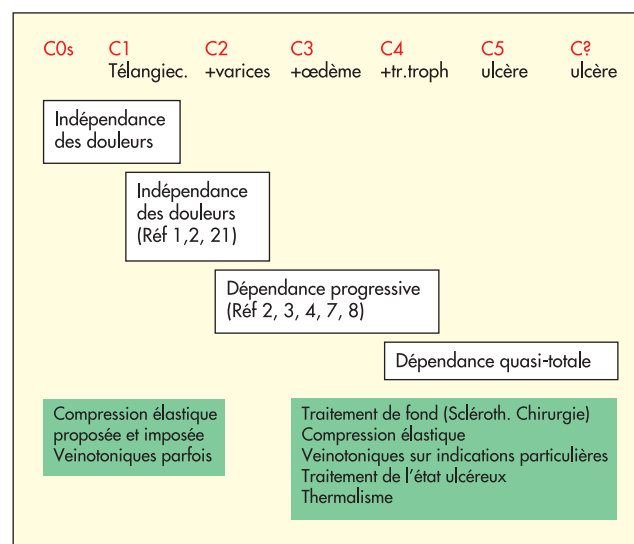 C0s C1 C2 C3 C4 C5 C?
Télangiec. +varices +œdème +tr.troph ulcère ulcère
Indépendance
des douleurs
Indépendance
des douleurs
(Réf 1,2, 21)
Dépendance progressive
(Réf 2, 3, 4, 7, 8)
Dépendance quasi-totale
Compression élastique
proposée et imposée
Veinotoniques parfois
Traitement de fond (Scléroth. Chirurgie)
Compression élastique
Veinotoniques sur indications particulières
Traitement de l'état ulcéreux
Thermalisme